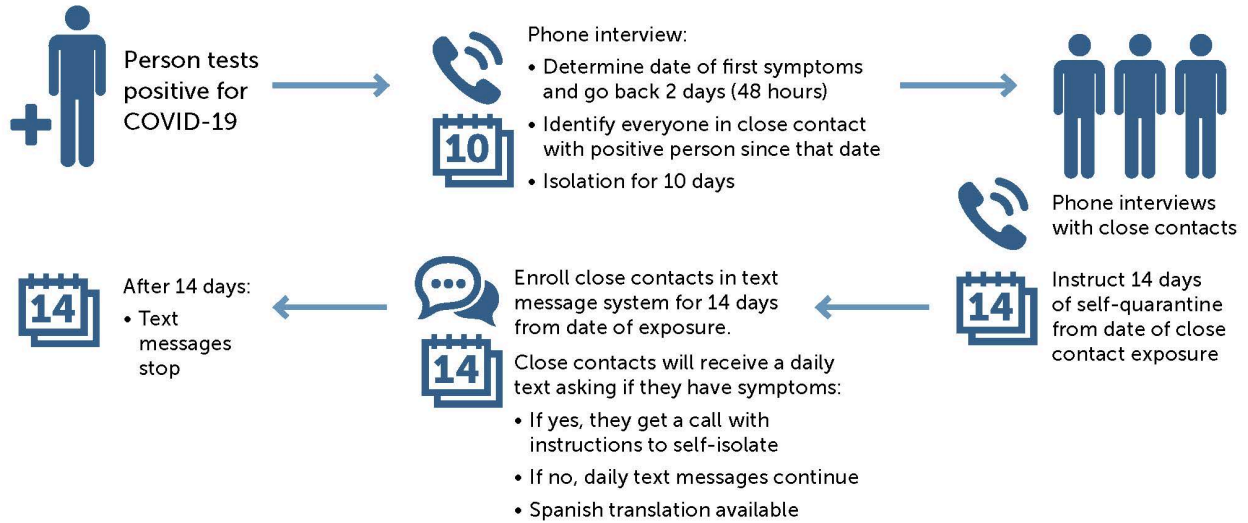 Person tests
positive for
COVID-19
Phone interview:
• Determine date of first symptoms
and go back 2 days (48 hours)
10
• Identify everyone in close contact
with positive person since that date
• Isolation for 10 days
Phone interviews
with close contacts
14
Instruct 14 days
of self-quarantine
from date of close
contact exposure
Enroll close contacts in text
message system for 14 days
from date of exposure.
14
Close contacts will receive a daily
text asking if they have symptoms:
• If yes, they get a call with
instructions to self-isolate
• If no, daily text messages continue
• Spanish translation available
14
After 14 days:
• Text
messages
stop